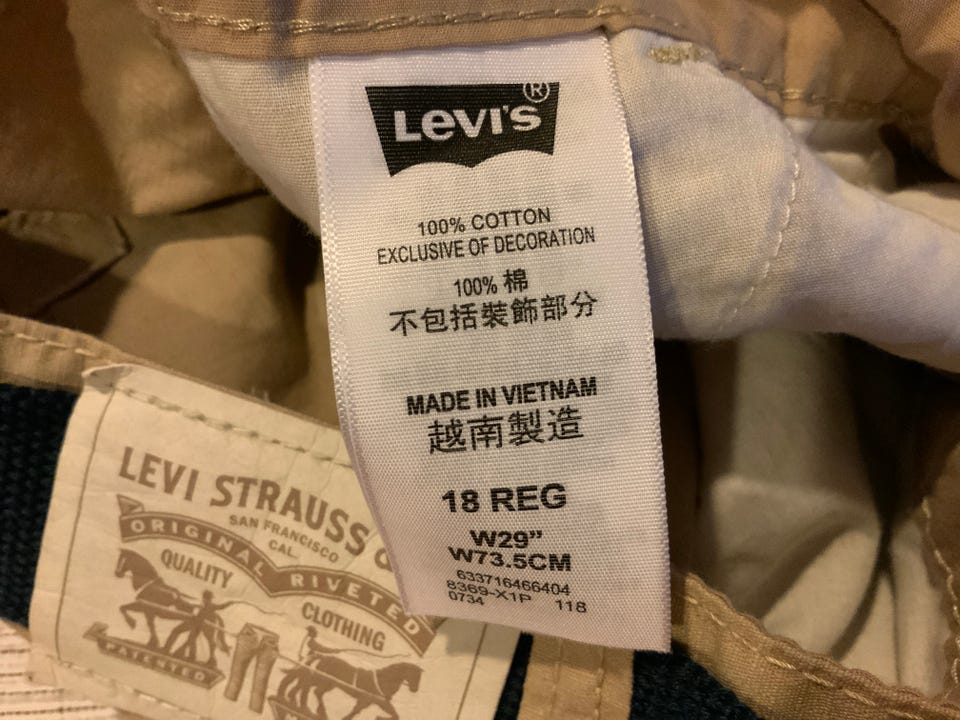 Levi's®
100% COTTON
EXCLUSIVE OF DECORATION
100% 棉
不包括裝飾部分
MADE IN VIETNAM
越南製造
18 REG
W29”
W73.5CM
633716466404
8369-X1P 118
0734
LEVI STRAUSS &
SAN FRANCISCO
CAL.
ORIGINAL RIVETED
QUALITY
CLOTHING
PATENTED